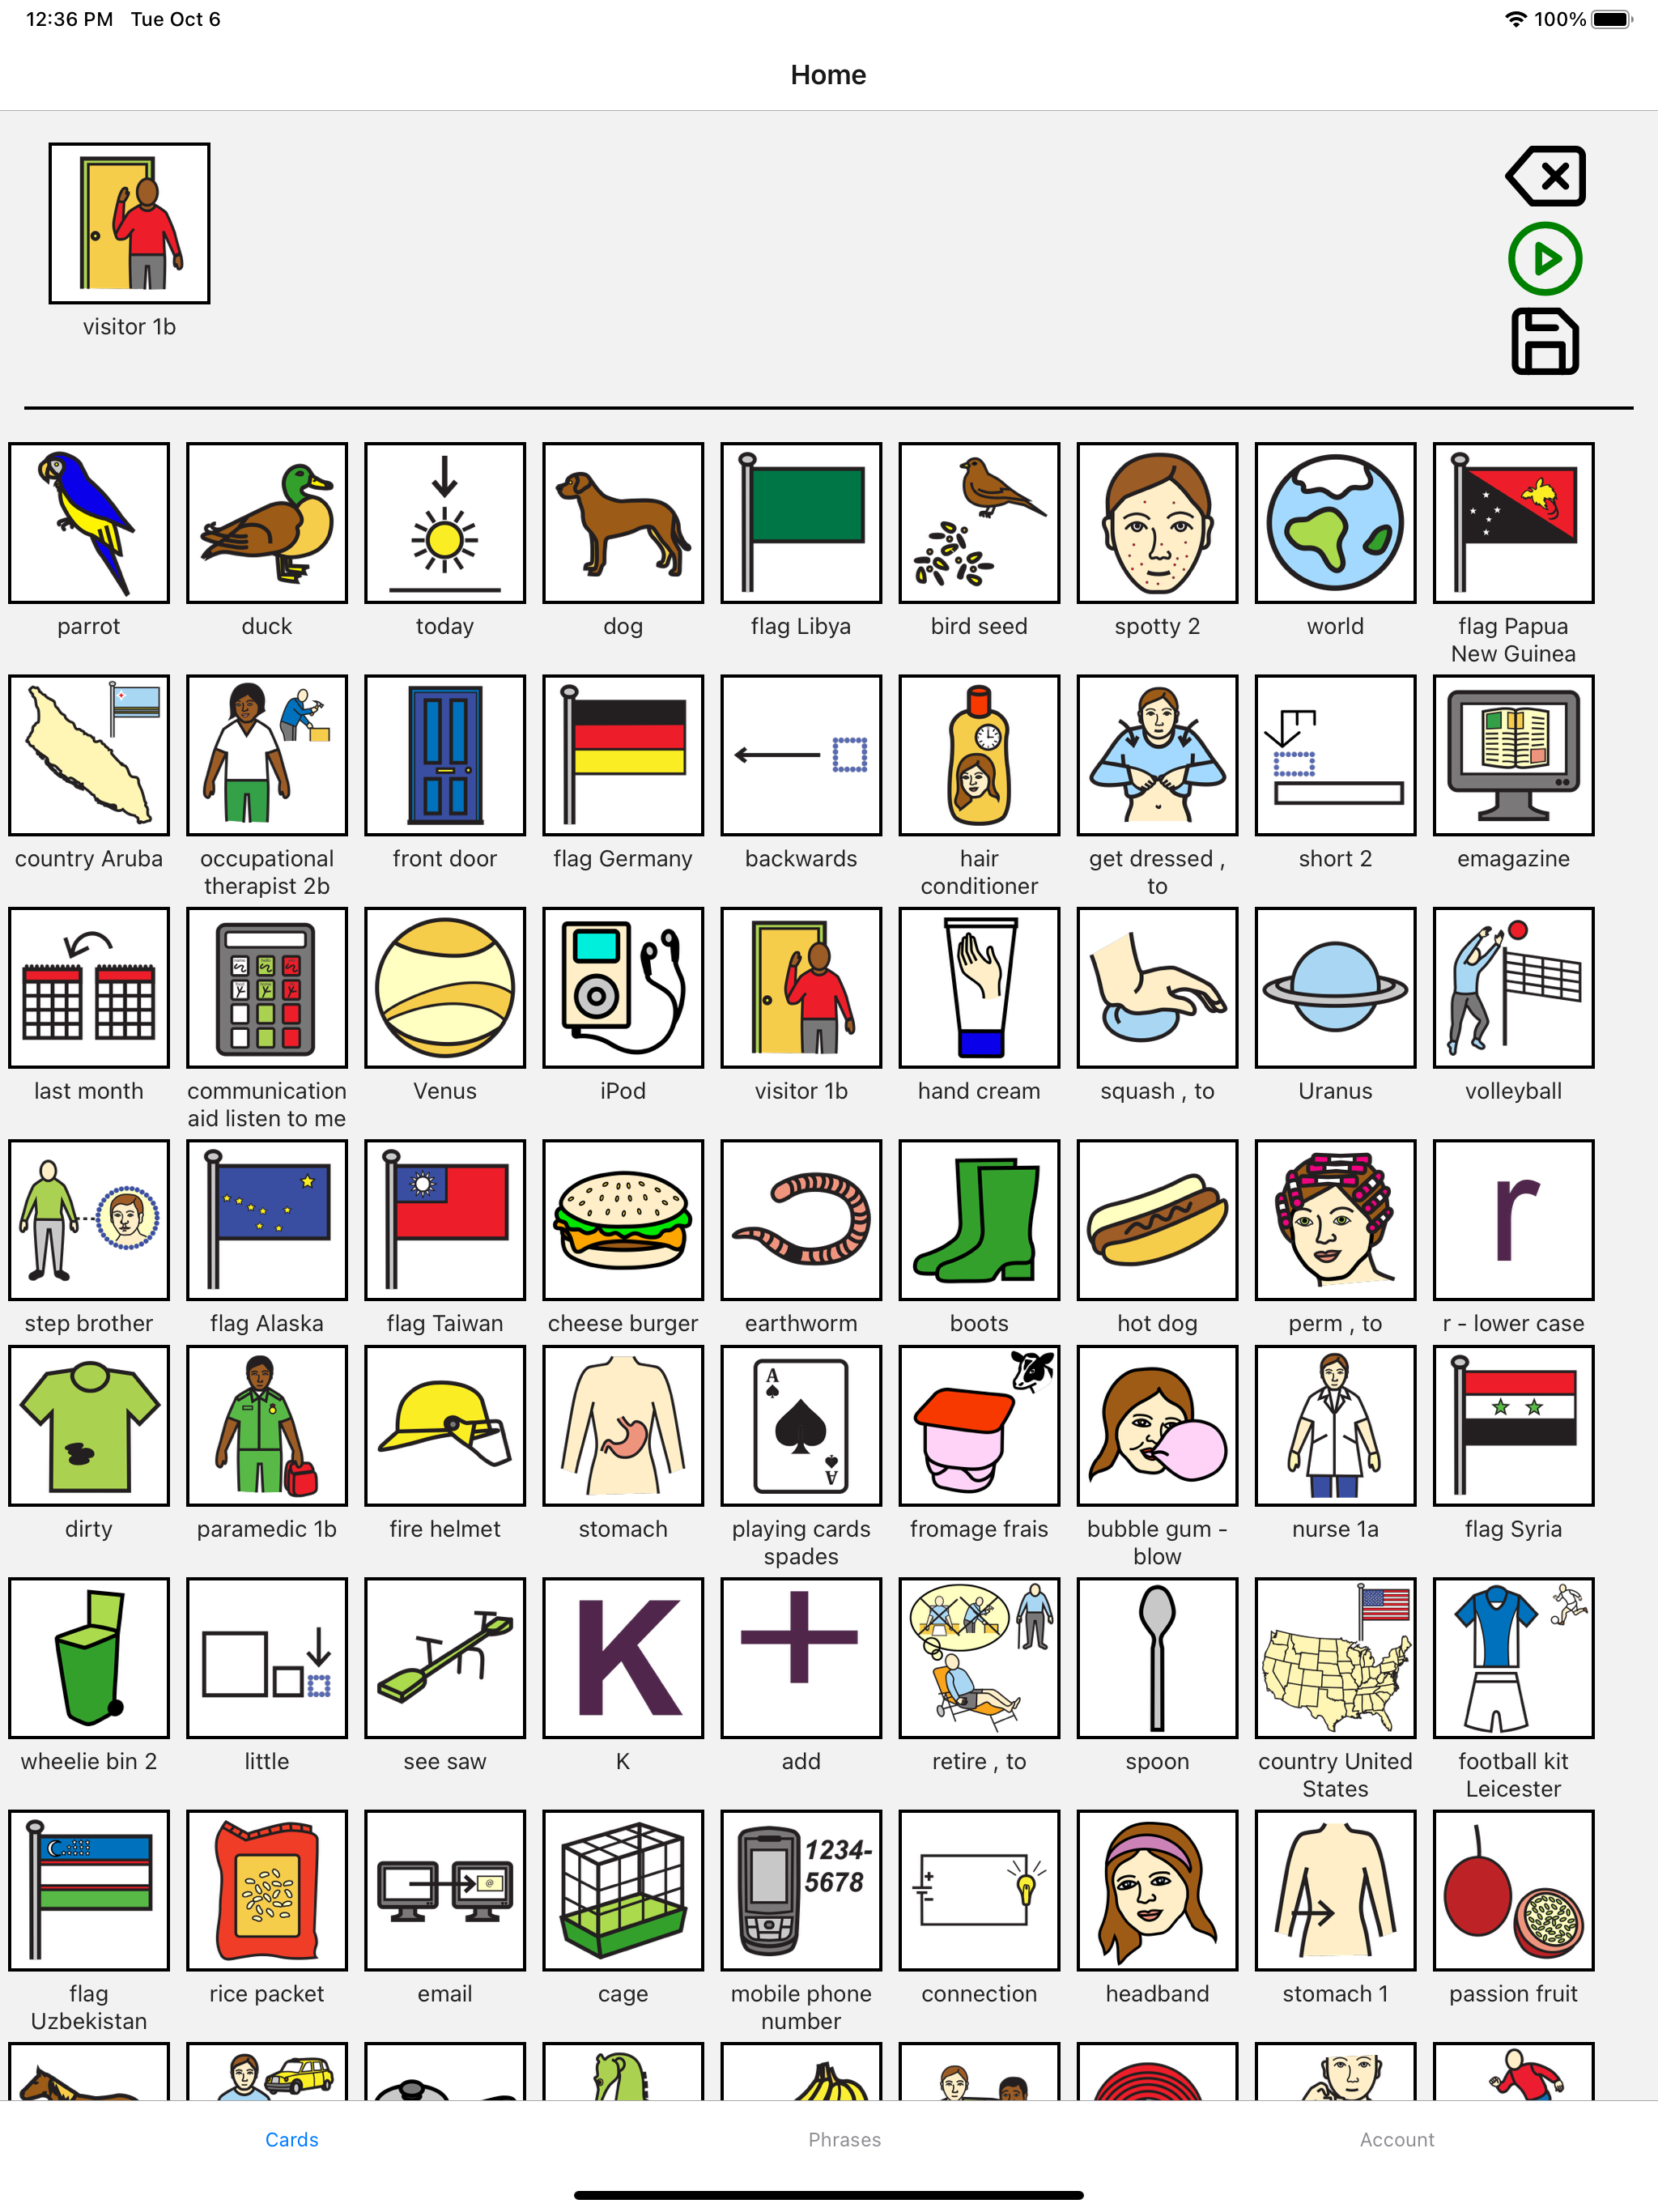 12:36 PM Tue Oct 6
100%
Home
visitor 1b
parrot
duck
today
dog
flag Libya
bird seed
spotty 2
world
flag Papua
New Guinea
country Aruba
occupational
therapist 2b
front door
flag Germany
backwards
hair
conditioner
get dressed ,
to
short 2
emagazine
last month
communication
aid listen to me
Venus
iPod
visitor 1b
hand cream
squash , to
Uranus
volleyball
r
step brother
flag Alaska
flag Taiwan
cheese burger
earthworm
boots
hot dog
perm , to
r - lower case
A
A
dirty
paramedic 1b
fire helmet
stomach
playing cards
spades
fromage frais
bubble gum -
blow
nurse 1a
flag Syria
K
+
wheelie bin 2
little
see saw
K
add
retire , to
spoon
country United
States
football kit
Leicester
@
1234-
5678
+
−
flag
Uzbekistan
rice packet
email
cage
mobile phone
number
connection
headband
stomach 1
passion fruit
Cards
Phrases
Account